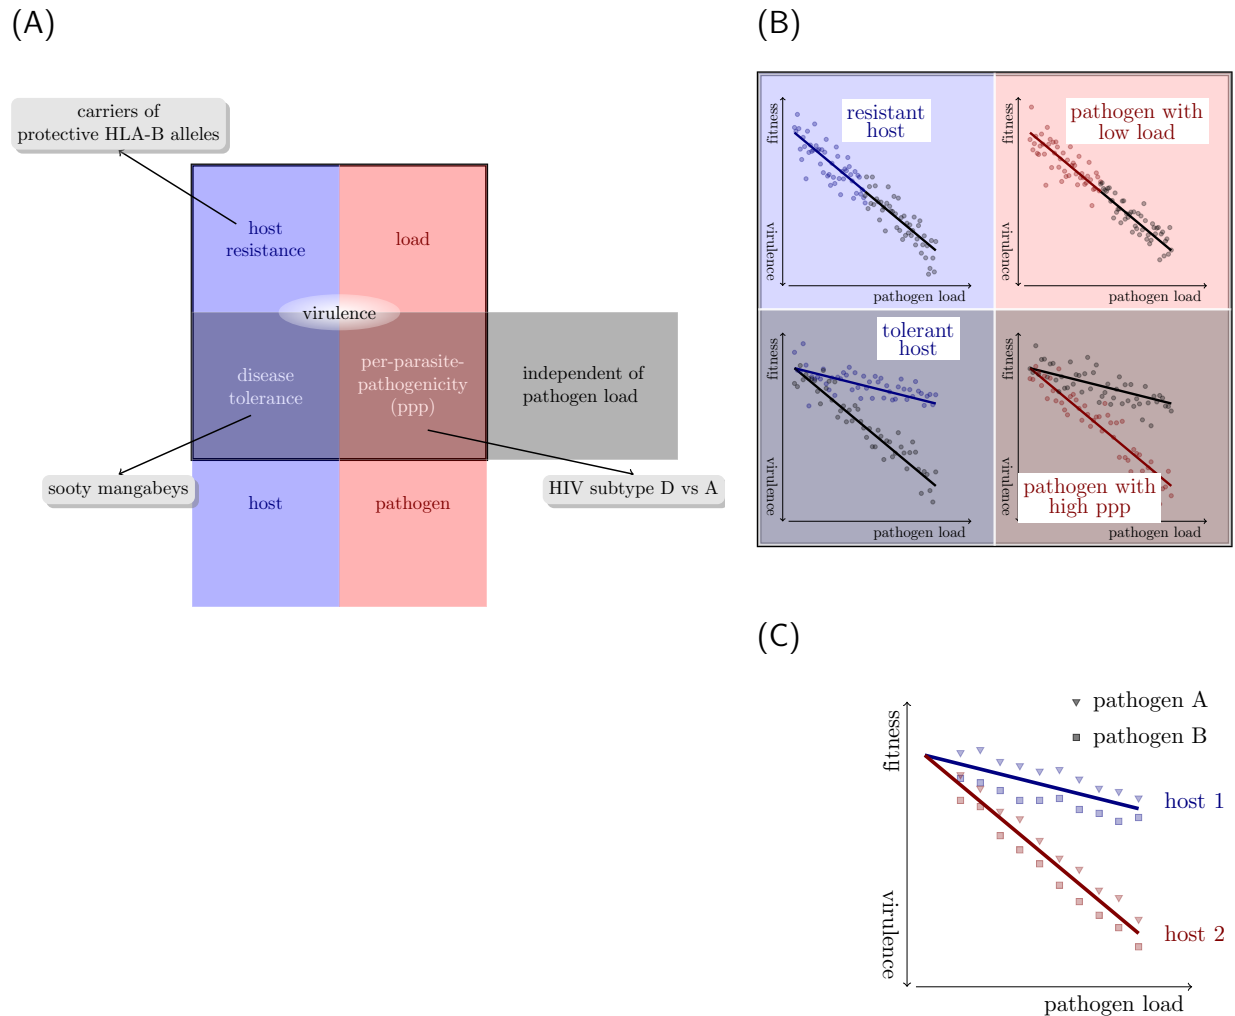 (A)
carriers of
protective HLA-B alleles
host
resistance
load
virulence
disease
tolerance
per-parasite-
pathogenicity
(ppp)
independent of
pathogen load
sooty mangabeys
HIV subtype D vs A
host
pathogen
(B)
fitness
virulence
resistant
host
pathogen load
fitness
virulence
pathogen with
low load
pathogen load
fitness
virulence
tolerant
host
pathogen load
fitness
virulence
pathogen with
high ppp
pathogen load
(C)
fitness
virulence
pathogen A
pathogen B
host 1
host 2
pathogen load